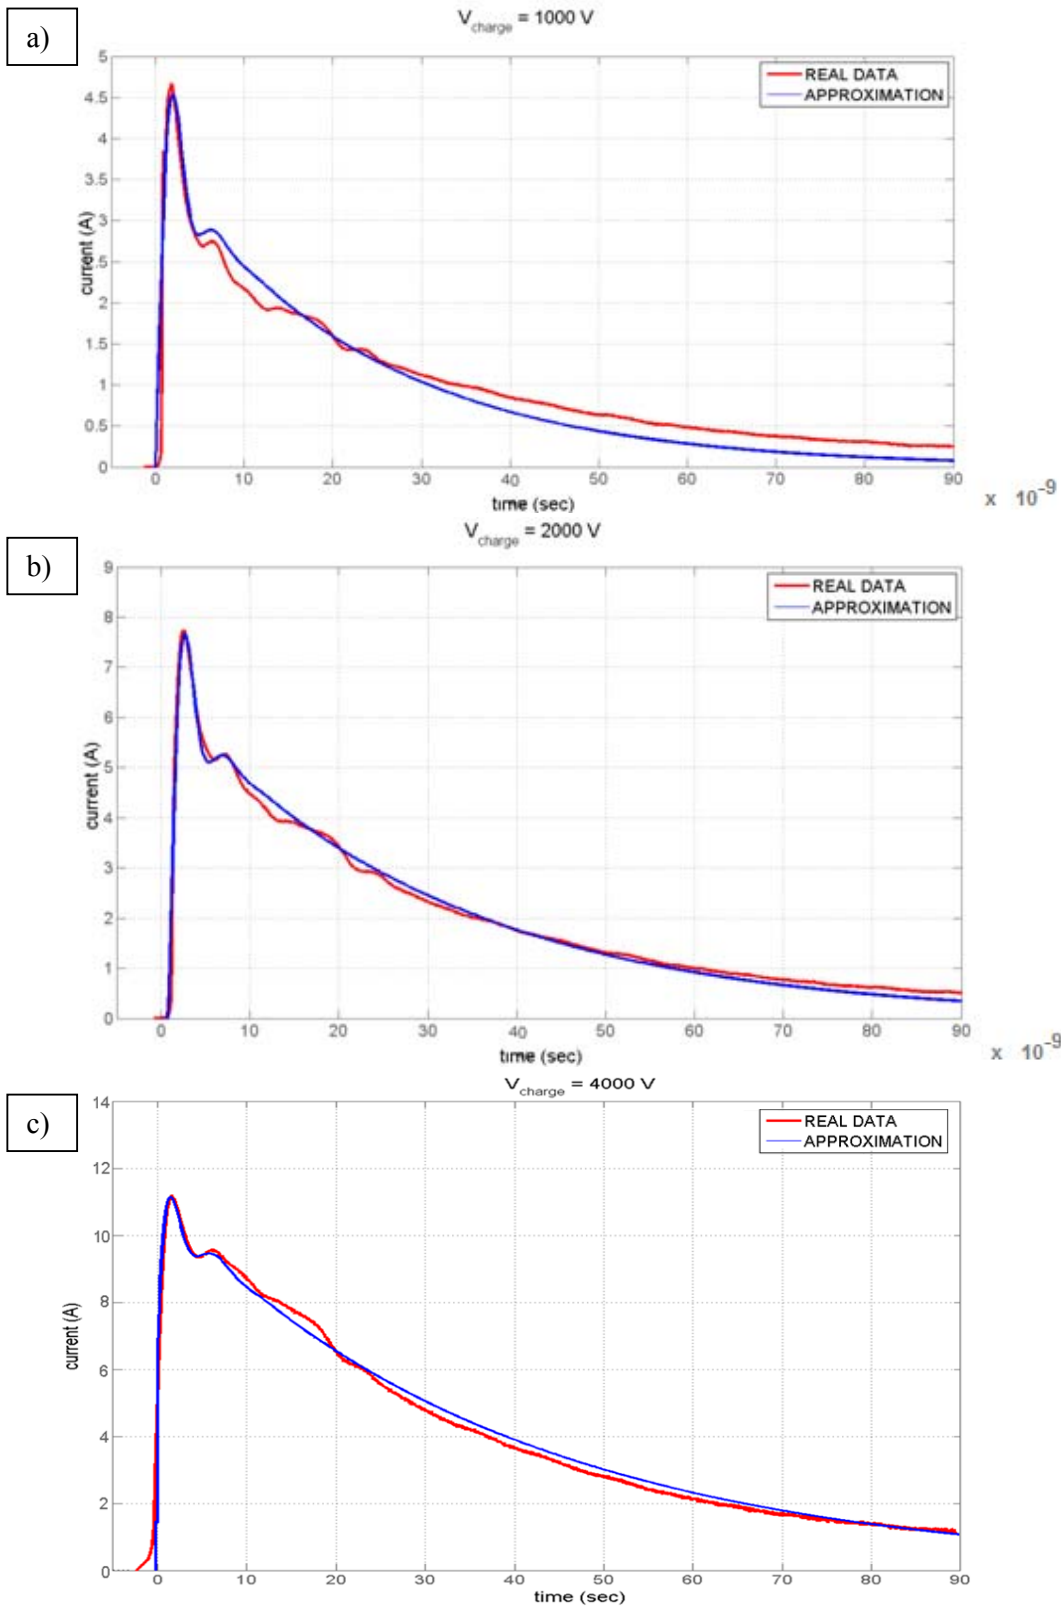 a)
V_charge = 1000 V
5
4.5
4
3.5
3
2.5
2
1.5
1
0.5
0
current (A)
REAL DATA
APPROXIMATION
0 10 20 30 40 50 60 70 80 90
time (sec)
x 10^-9
b)
V_charge = 2000 V
9
8
7
6
5
4
3
2
1
0
current (A)
REAL DATA
APPROXIMATION
0 10 20 30 40 50 60 70 80 90
time (sec)
x 10^-9
c)
V_charge = 4000 V
14
12
10
8
6
4
2
0
current (A)
REAL DATA
APPROXIMATION
0 10 20 30 40 50 60 70 80 90
time (sec)